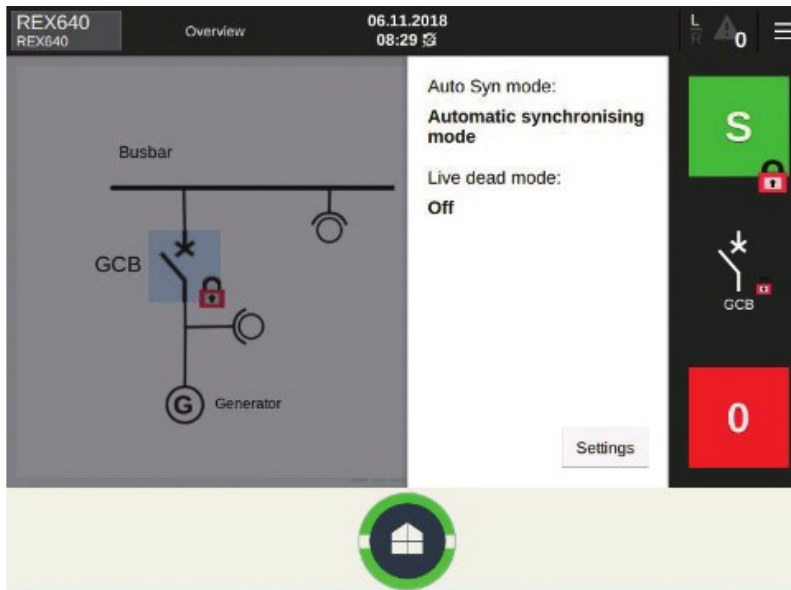 REX640
REX640
Overview
06.11.2018
08:29
L
R
0
Auto Syn mode:
Automatic synchronising
mode
Live dead mode:
Off
Busbar
GCB
G
Generator
Settings
S
GCB
0